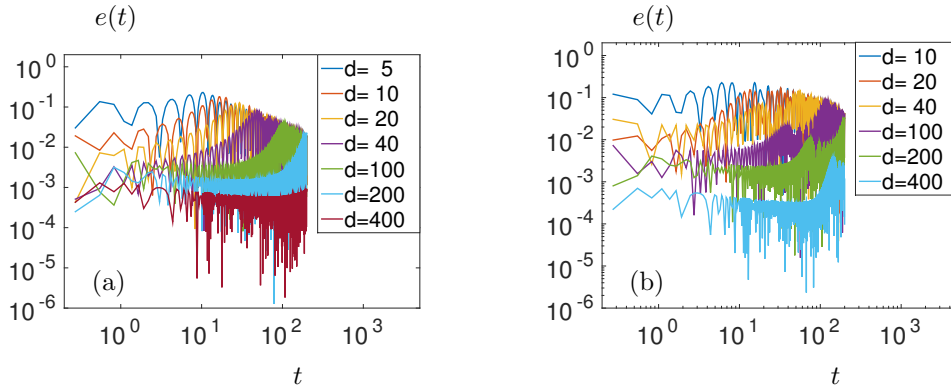 e(t)
10^0
10^-1
10^-2
10^-3
10^-4
10^-5
10^-6
10^0 10^1 10^2 10^3
t
(a)
d= 5
d= 10
d= 20
d= 40
d=100
d=200
d=400
e(t)
10^0
10^-1
10^-2
10^-3
10^-4
10^-5
10^-6
10^0 10^1 10^2 10^3
t
(b)
d= 10
d= 20
d= 40
d=100
d=200
d=400